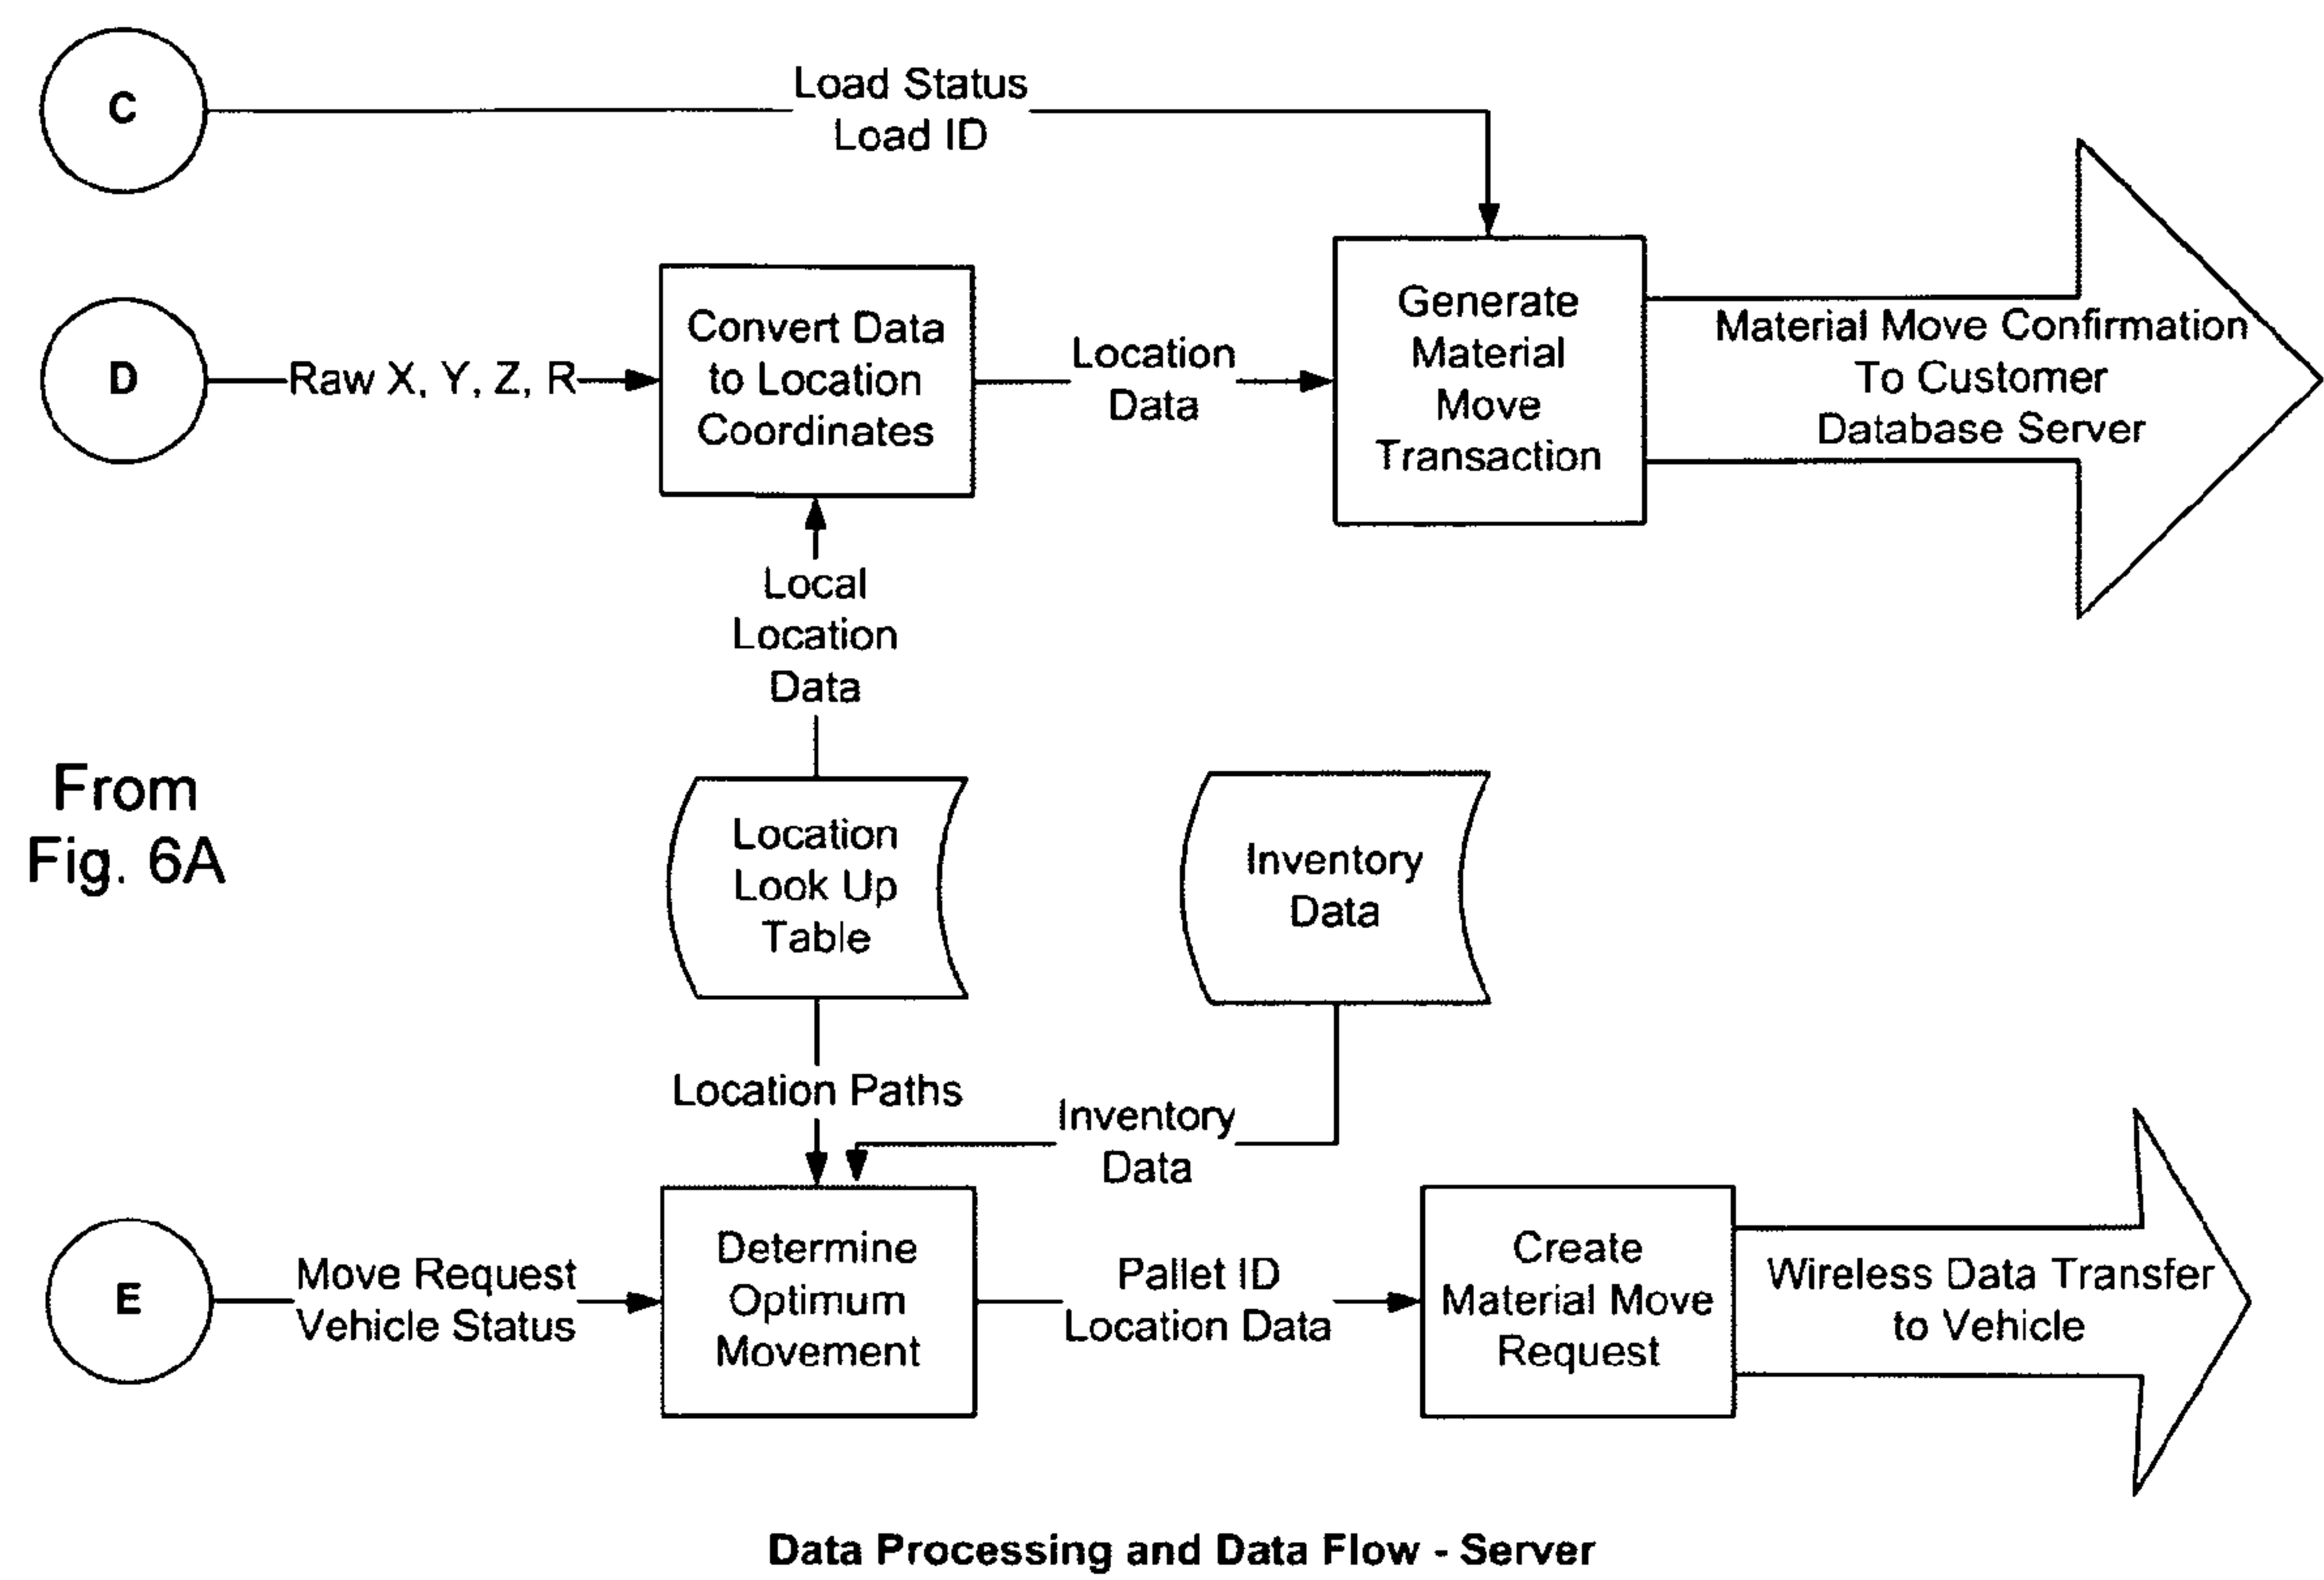 C
Load Status
Load ID
D
Raw X, Y, Z, R
Convert Data
to Location
Coordinates
Location
Data
Generate
Material
Move
Transaction
Material Move Confirmation
To Customer
Database Server
Local
Location
Data
From
Fig. 6A
Location
Look Up
Table
Inventory
Data
Location Paths
Inventory
Data
E
Move Request
Vehicle Status
Determine
Optimum
Movement
Pallet ID
Location Data
Create
Material Move
Request
Wireless Data Transfer
to Vehicle
Data Processing and Data Flow - Server